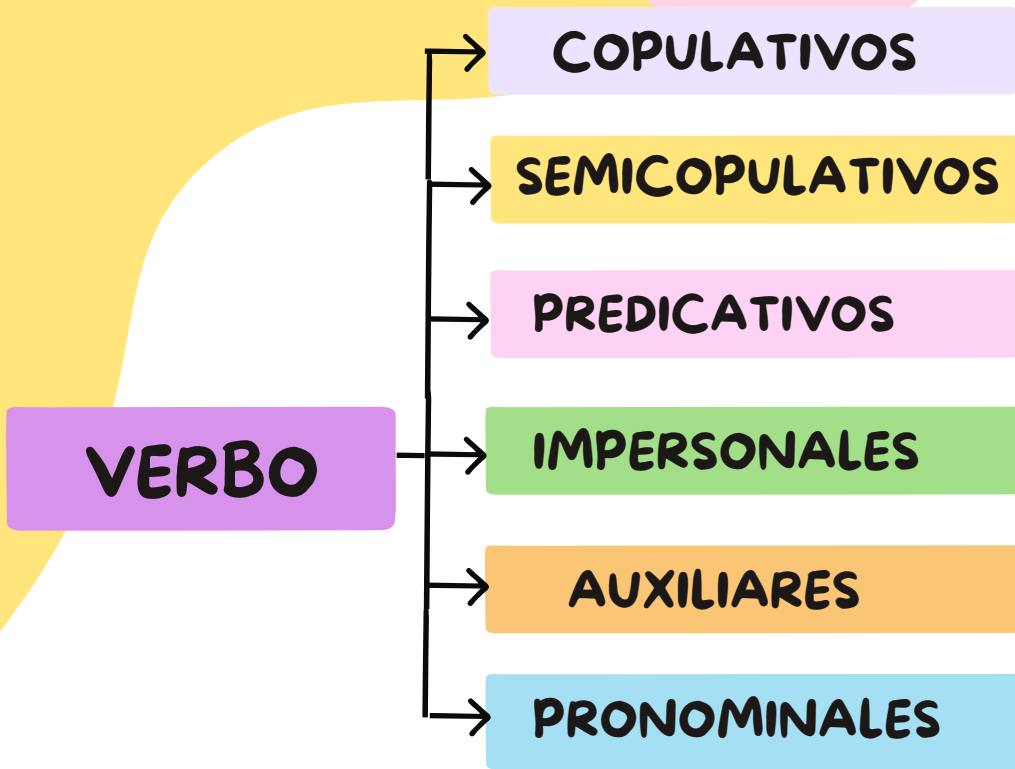 COPULATIVOS
SEMICOPULATIVOS
PREDICATIVOS
VERBO
IMPERSONALES
AUXILIARES
PRONOMINALES